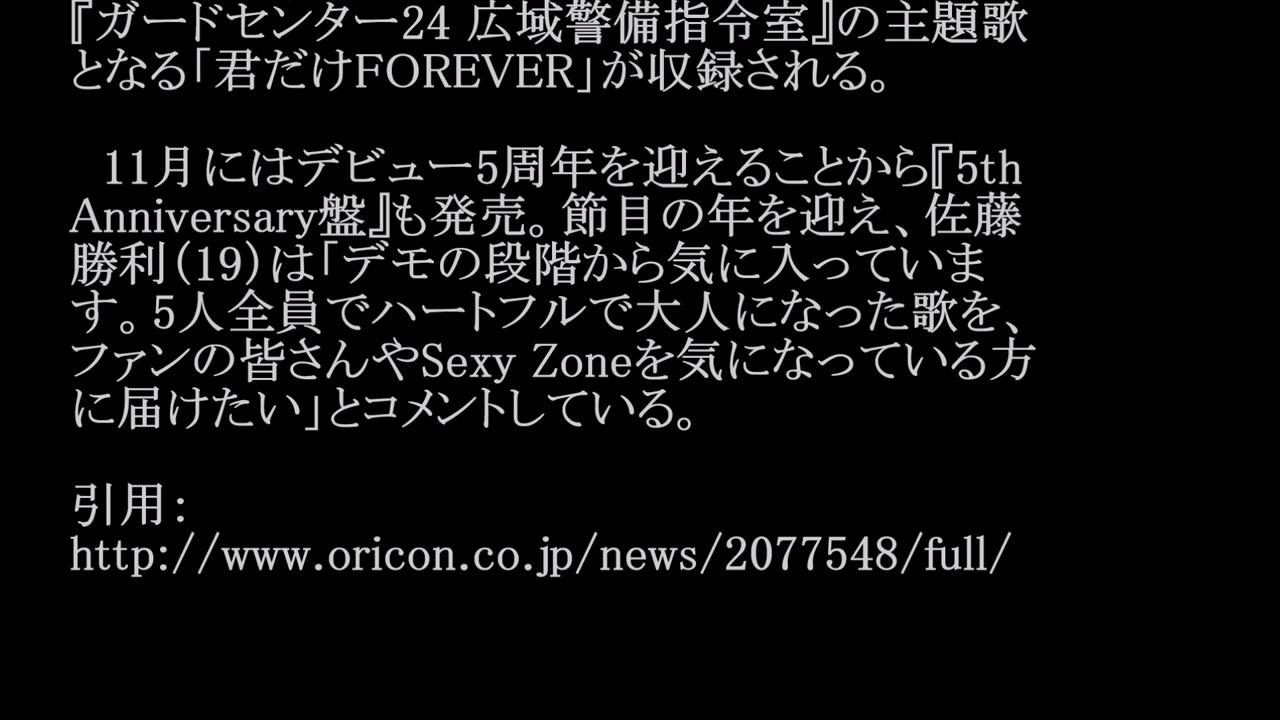 『ガードセンター24 広域警備指令室』の主題歌
となる「君だけFOREVER」が収録される。
11月にはデビュー5周年を迎えることから『5th
Anniversary盤』も発売。節目の年を迎え、佐藤
勝利(19)は「デモの段階から気に入っていま
す。5人全員でハートフルで大人になった歌を、
ファンの皆さんやSexy Zoneを気になっている方
に届けたい」とコメントしている。
引用:
http://www.oricon.co.jp/news/2077548/full/